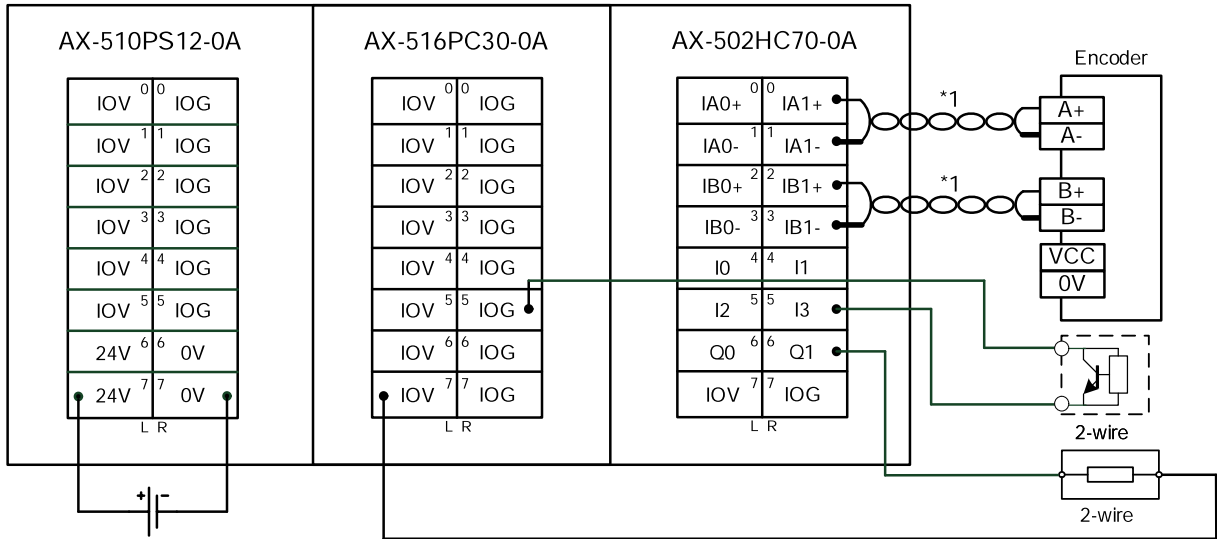 AX-510PS12-0A
IOV 0 0 IOG
IOV 1 1 IOG
IOV 2 2 IOG
IOV 3 3 IOG
IOV 4 4 IOG
IOV 5 5 IOG
24V 6 6 0V
24V 7 7 0V
L R
+ -
AX-516PC30-0A
IOV 0 0 IOG
IOV 1 1 IOG
IOV 2 2 IOG
IOV 3 3 IOG
IOV 4 4 IOG
IOV 5 5 IOG
IOV 6 6 IOG
IOV 7 7 IOG
L R
AX-502HC70-0A
IA0+ 0 0 IA1+
IA0- 1 1 IA1-
IB0+ 2 2 IB1+
IB0- 3 3 IB1-
I0 4 4 I1
I2 5 5 I3
Q0 6 6 Q1
IOV 7 7 IOG
L R
*1
*1
Encoder
A+
A-
B+
B-
VCC
0V
2-wire
2-wire